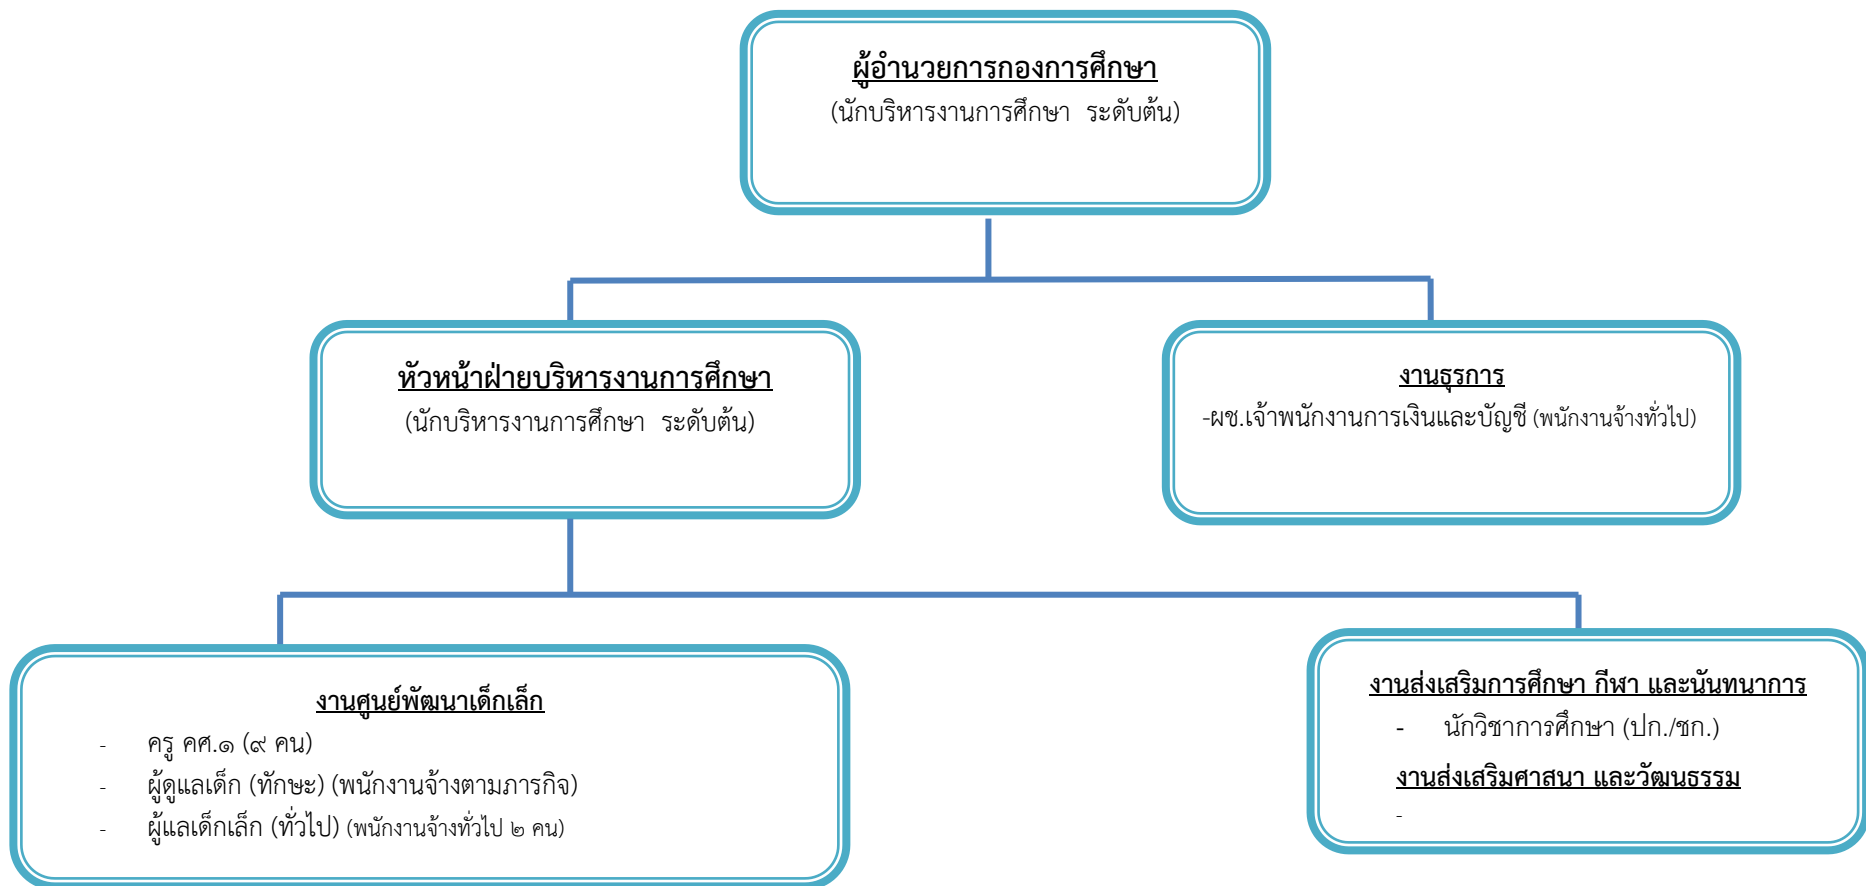 ผู้อำนวยการกองการศึกษา
(นักบริหารงานการศึกษา ระดับต้น)
หัวหน้าฝ่ายบริหารงานการศึกษา
(นักบริหารงานการศึกษา ระดับต้น)
งานธุรการ
-ผช.เจ้าพนักงานการเงินและบัญชี (พนักงานจ้างทั่วไป)
งานศูนย์พัฒนาเด็กเล็ก
- ครู คศ.๑ (๙ คน)
- ผู้ดูแลเด็ก (ทักษะ) (พนักงานจ้างตามภารกิจ)
- ผู้แลเด็กเล็ก (ทั่วไป) (พนักงานจ้างทั่วไป ๒ คน)
งานส่งเสริมการศึกษา กีฬา และนันทนาการ
- นักวิชาการศึกษา (ปก./ชก.)
งานส่งเสริมศาสนา และวัฒนธรรม
-